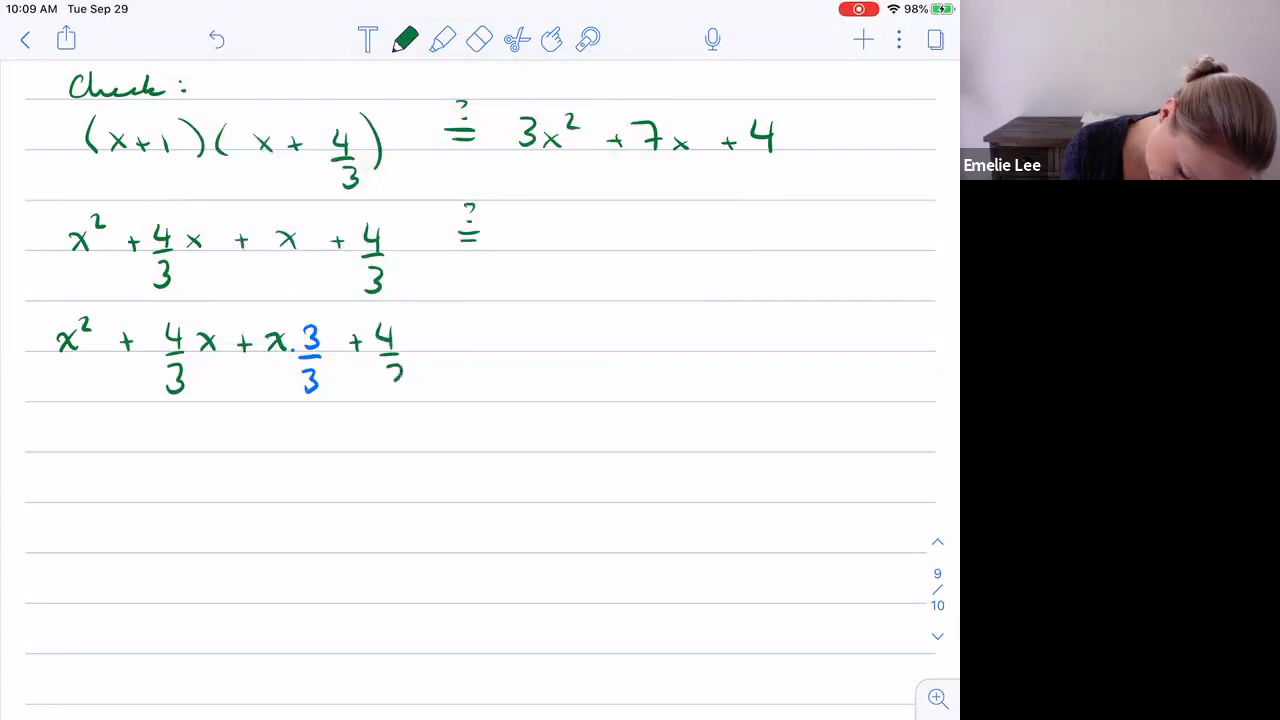 10:09 AM Tue Sep 29
98%
T
Check:
(x+1)(x + 4/3) ≟ 3x² + 7x + 4
x² + 4/3 x + x + 4/3 ≟
x² + 4/3 x + x · 3/3 + 4/
9
/
10
Emelie Lee